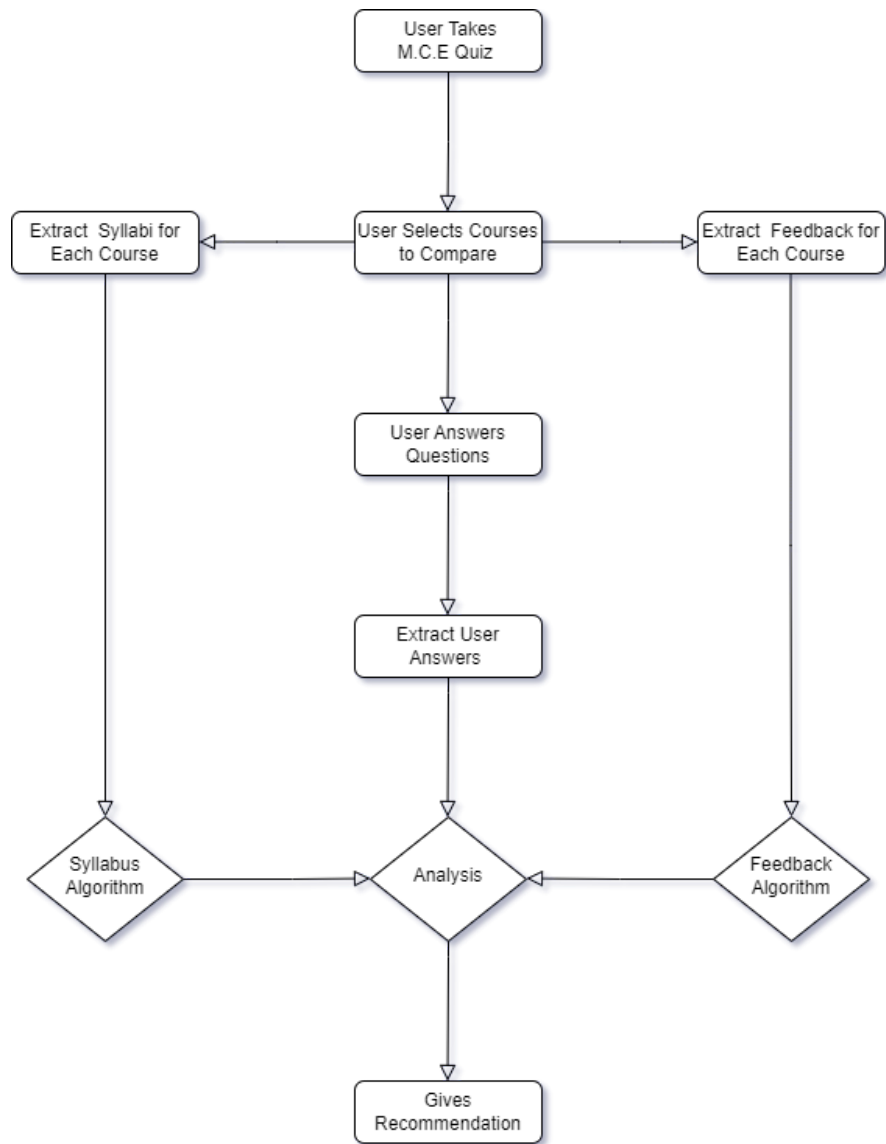 User Takes
M.C.E Quiz
Extract Syllabi for
Each Course
User Selects Courses
to Compare
Extract Feedback for
Each Course
User Answers
Questions
Extract User
Answers
Syllabus
Algorithm
Analysis
Feedback
Algorithm
Gives
Recommendation